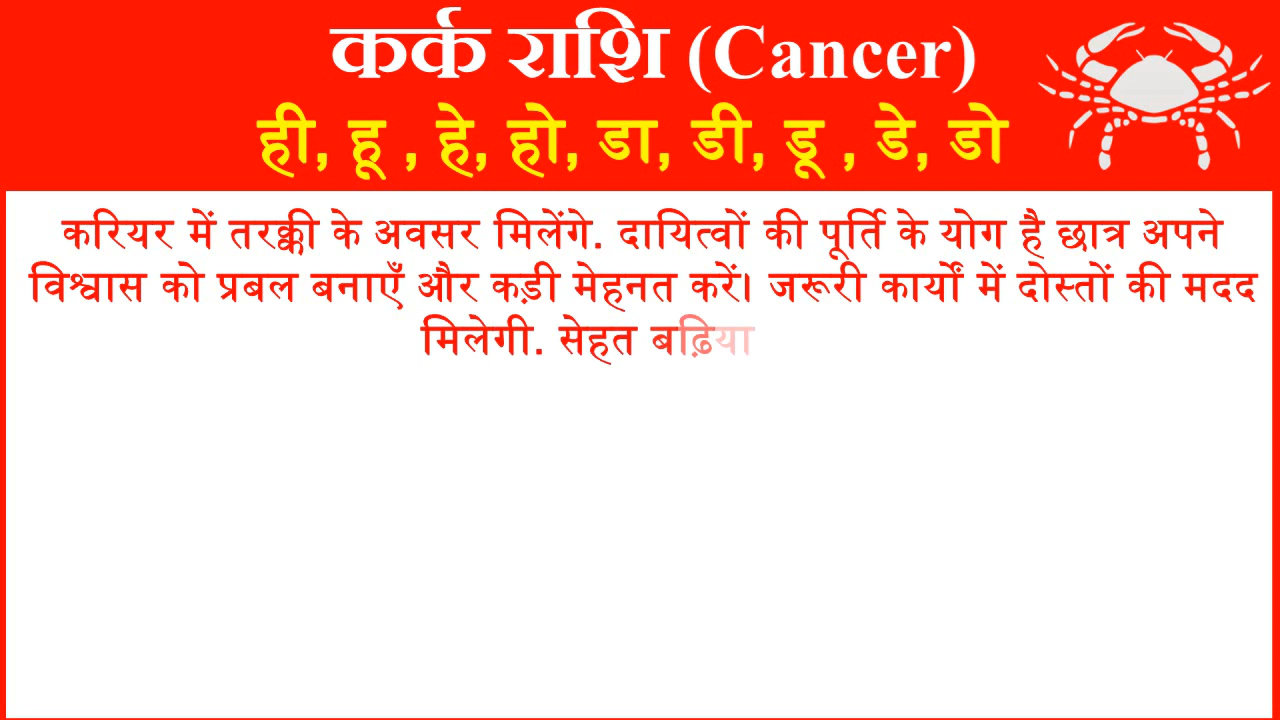 कर्क राशि (Cancer)
ही, हू , हे, हो, डा, डी, डू , डे, डो
करियर में तरक्की के अवसर मिलेंगे. दायित्वों की पूर्ति के योग है छात्र अपने
विश्वास को प्रबल बनाएँ और कड़ी मेहनत करें। जरूरी कार्यों में दोस्तों की मदद
मिलेगी. सेहत बढ़िया